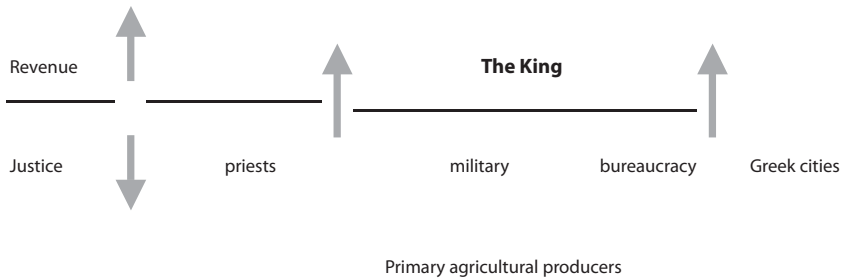 Revenue
The King
Justice priests military bureaucracy Greek cities
Primary agricultural producers